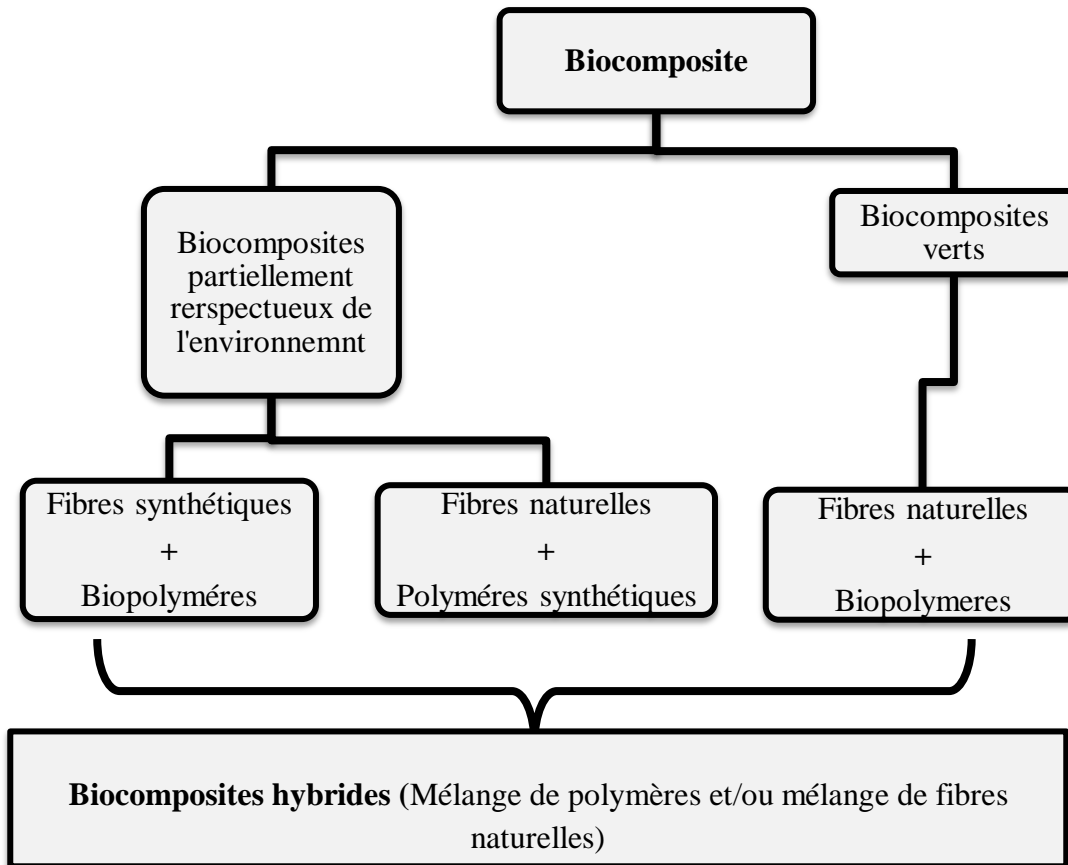 Biocomposite
Biocomposites
partiellement
rerspectueux de
l'environnemnt
Biocomposites
verts
Fibres synthétiques
+
Biopolyméres
Fibres naturelles
+
Polyméres synthétiques
Fibres naturelles
+
Biopolymeres
Biocomposites hybrides (Mélange de polymères et/ou mélange de fibres
naturelles)